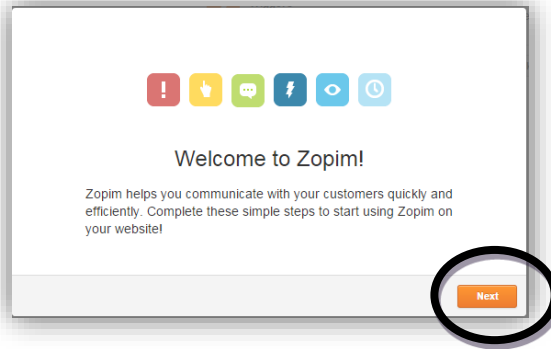 Welcome to Zopim!
Zopim helps you communicate with your customers quickly and
efficiently. Complete these simple steps to start using Zopim on
your website!
Next